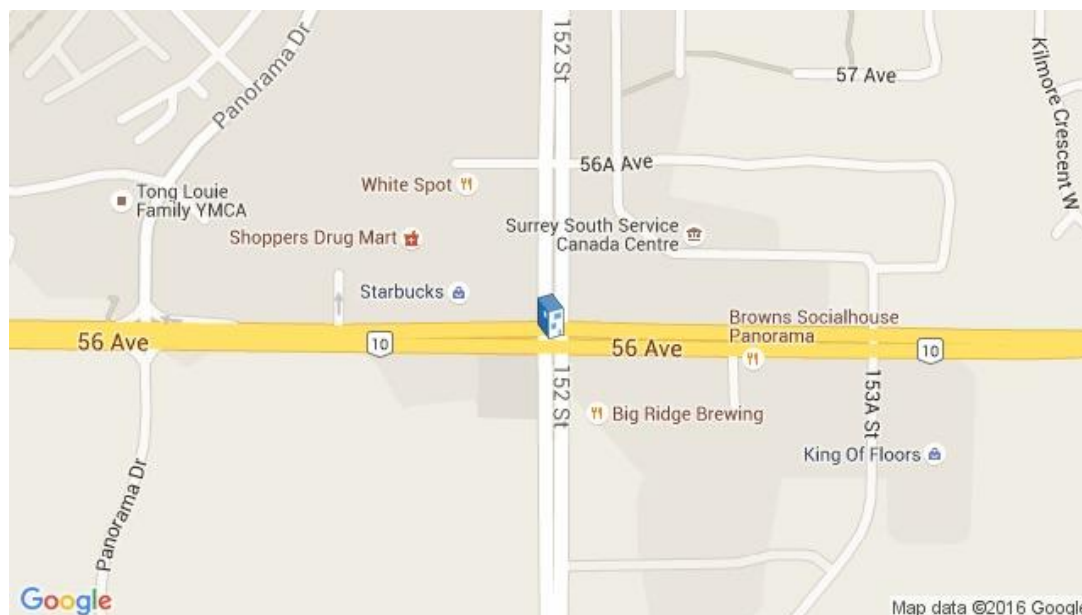 Panorama Dr
152 St
57 Ave
Kilmore Crescent W
56A Ave
White Spot
Tong Louie
Family YMCA
Surrey South Service
Canada Centre
Shoppers Drug Mart
Starbucks
Browns Socialhouse
Panorama
56 Ave
10
56 Ave
10
152 St
153A St
Big Ridge Brewing
King Of Floors
Panorama Dr
Google
Map data ©2016 Google